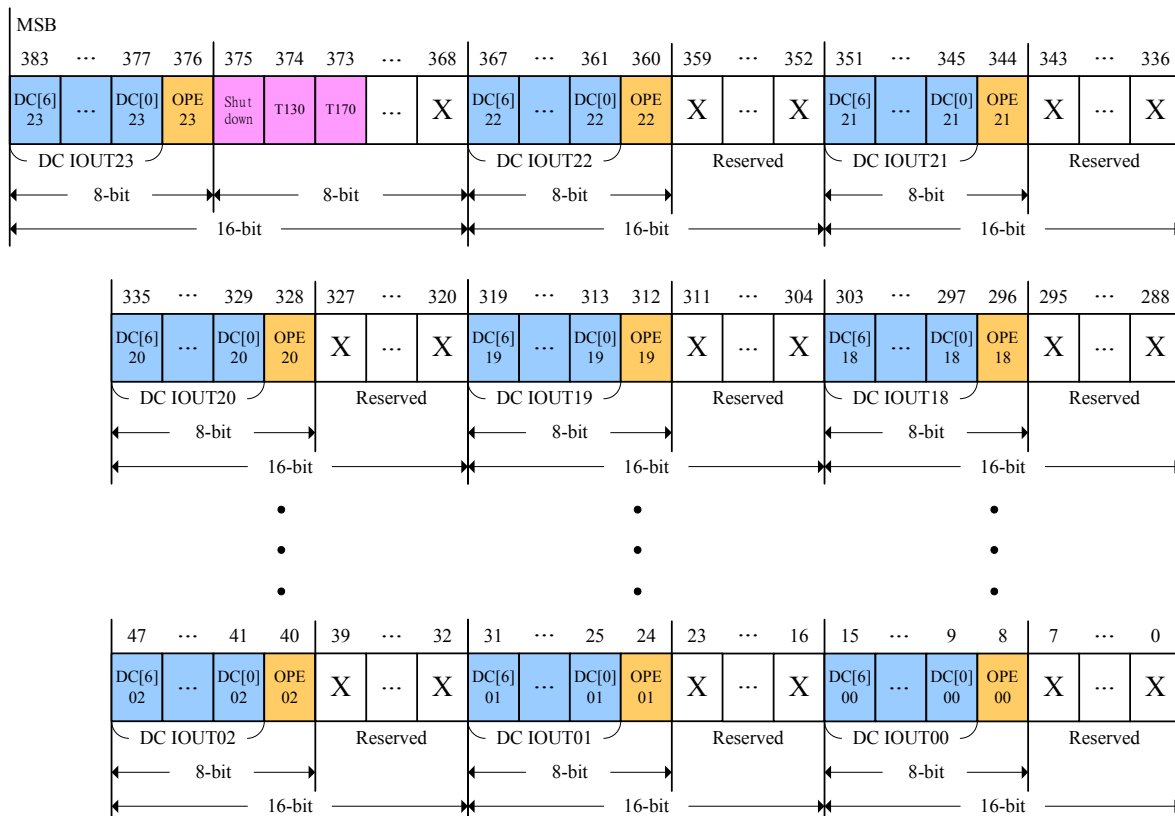 MSB
383 ... 377 376 375 374 373 ... 368 367 ... 361 360 359 ... 352 351 ... 345 344 343 ... 336
DC[6] 23 ... DC[0] 23 OPE 23 Shut down T130 T170 ... X DC[6] 22 ... DC[0] 22 OPE 22 X ... X DC[6] 21 ... DC[0] 21 OPE 21 X ... X
DC IOUT23 DC IOUT22 Reserved DC IOUT21 Reserved
8-bit 8-bit 8-bit 8-bit
16-bit 16-bit 16-bit
335 ... 329 328 327 ... 320 319 ... 313 312 311 ... 304 303 ... 297 296 295 ... 288
DC[6] 20 ... DC[0] 20 OPE 20 X ... X DC[6] 19 ... DC[0] 19 OPE 19 X ... X DC[6] 18 ... DC[0] 18 OPE 18 X ... X
DC IOUT20 Reserved DC IOUT19 Reserved DC IOUT18 Reserved
8-bit 8-bit 8-bit
16-bit 16-bit 16-bit
47 ... 41 40 39 ... 32 31 ... 25 24 23 ... 16 15 ... 9 8 7 ... 0
DC[6] 02 ... DC[0] 02 OPE 02 X ... X DC[6] 01 ... DC[0] 01 OPE 01 X ... X DC[6] 00 ... DC[0] 00 OPE 00 X ... X
DC IOUT02 Reserved DC IOUT01 Reserved DC IOUT00 Reserved
8-bit 8-bit 8-bit
16-bit 16-bit 16-bit